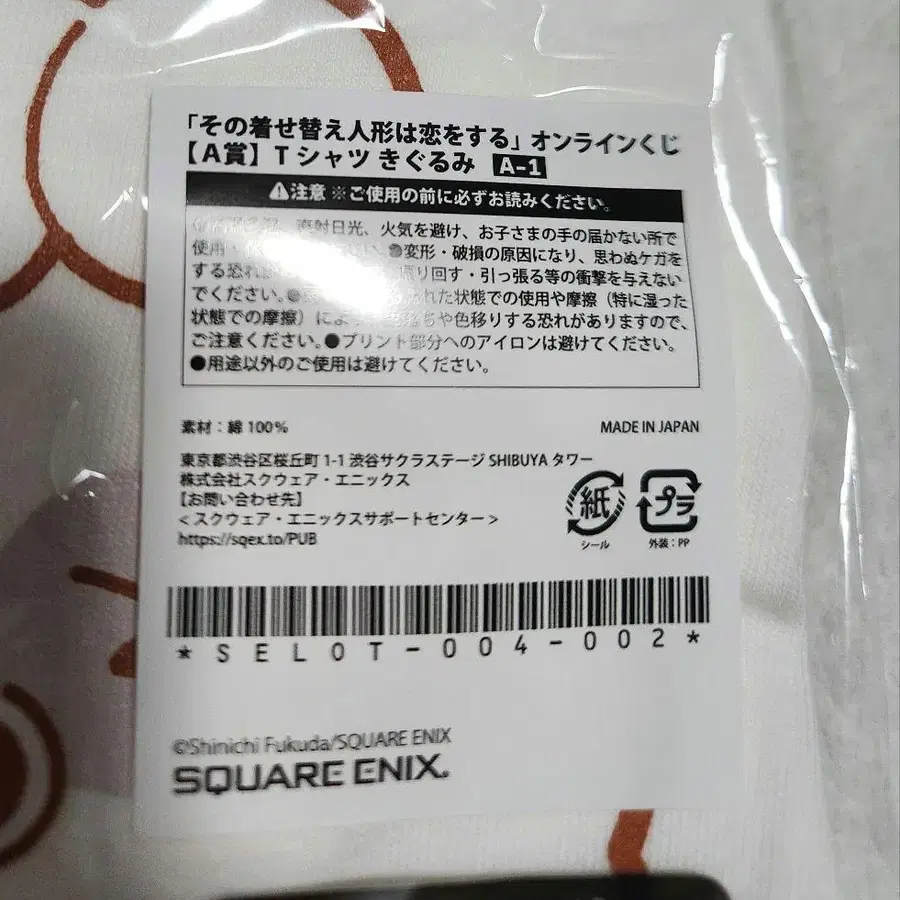 「その着せ替え人形は恋をする」オンラインくじ
【A賞】Tシャツ きぐるみ A-1
⚠注意 ※ご使用の前に必ずお読みください。
直射日光、火気を避け、お子さまの手の届かない所で
使用・ ●変形・破損の原因になり、思わぬケガを
する恐れ 回す・引っ張る等の衝撃を与えない
でください。● れた状態での使用や摩擦（特に湿った
状態での摩擦）によ や色移りする恐れがありますので、
ご注意ください。●プリント部分へのアイロンは避けてください。
●用途以外のご使用は避けてください。
素材：綿 100%
MADE IN JAPAN
東京都渋谷区桜丘町 1-1 渋谷サクラステージ SHIBUYA タワー
株式会社スクウェア・エニックス
【お問い合わせ先】
＜スクウェア・エニックスサポートセンター＞
https://sqex.to/PUB
紙
シール
プラ
外装：PP
*SEL0T-004-002*
©Shinichi Fukuda/SQUARE ENIX
SQUARE ENIX.